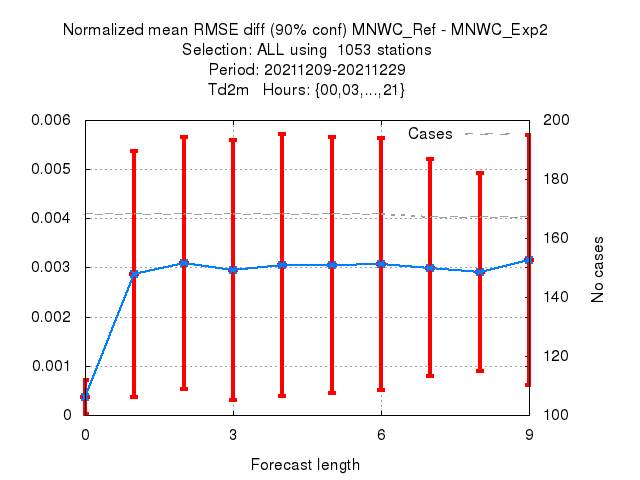 Normalized mean RMSE diff (90% conf) MNWC_Ref - MNWC_Exp2
Selection: ALL using  1053 stations
Period: 20211209-20211229
Td2m   Hours: {00,03,...,21}
Cases
0.006
0.005
0.004
0.003
0.002
0.001
0
200
180
160
140
120
100
No cases
0 3 6 9
Forecast length